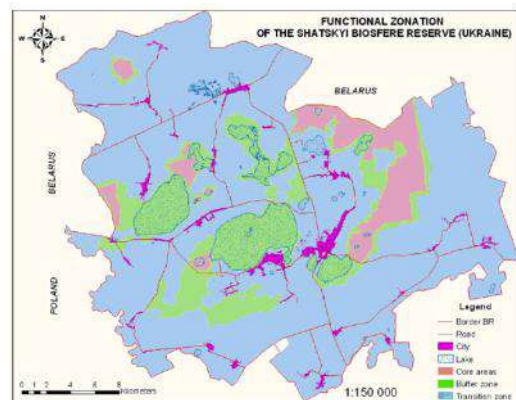 FUNCTIONAL ZONATION
OF THE SHATSKYI BIOSFERE RESERVE (UKRAINE)
N
W E
S
BELARUS
BELARUS
POLAND
Legend
Border BR
Road
City
Lake
Core areas
Buffer zone
Transition zone
0 1 2 4 6 8
Kilometers
1:150 000